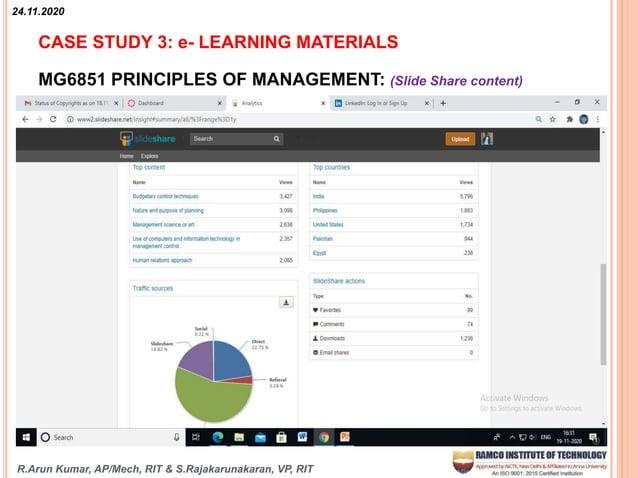 24.11.2020
CASE STUDY 3: e- LEARNING MATERIALS
MG6851 PRINCIPLES OF MANAGEMENT: (Slide Share content)
Status of Copyrights as on 18.11
Dashboard
Analytics
LinkedIn: Log In or Sign Up
www2.slideshare.net/insight#summary/all/%3Frange%3D1y
slideshare
Search
Upload
Home Explore
Top content
Name Views
Budgetary control techniques 3,427
Nature and purpose of planning 3,098
Management science or art 2,636
Use of computers and information technology in 2,357
management control
Human relations approach 2,065
Top countries
Name Views
India 5,796
Philippines 1,883
United States 1,734
Pakistan 944
Egypt 238
Traffic sources
Social
Slideshare
Direct
22.75 %
Referral
SlideShare actions
Type No.
Favorites 99
Comments 74
Downloads 1,238
Email shares 0
Activate Windows
Go to Settings to activate Windows.
Search
ENG
16:31
19-11-2020
R.Arun Kumar, AP/Mech, RIT & S.Rajakarunakaran, VP, RIT
RAMCO INSTITUTE OF TECHNOLOGY
Approved by AICTE, New Delhi & Affiliated to Anna University
An ISO 9001: 2015 Certified Institution